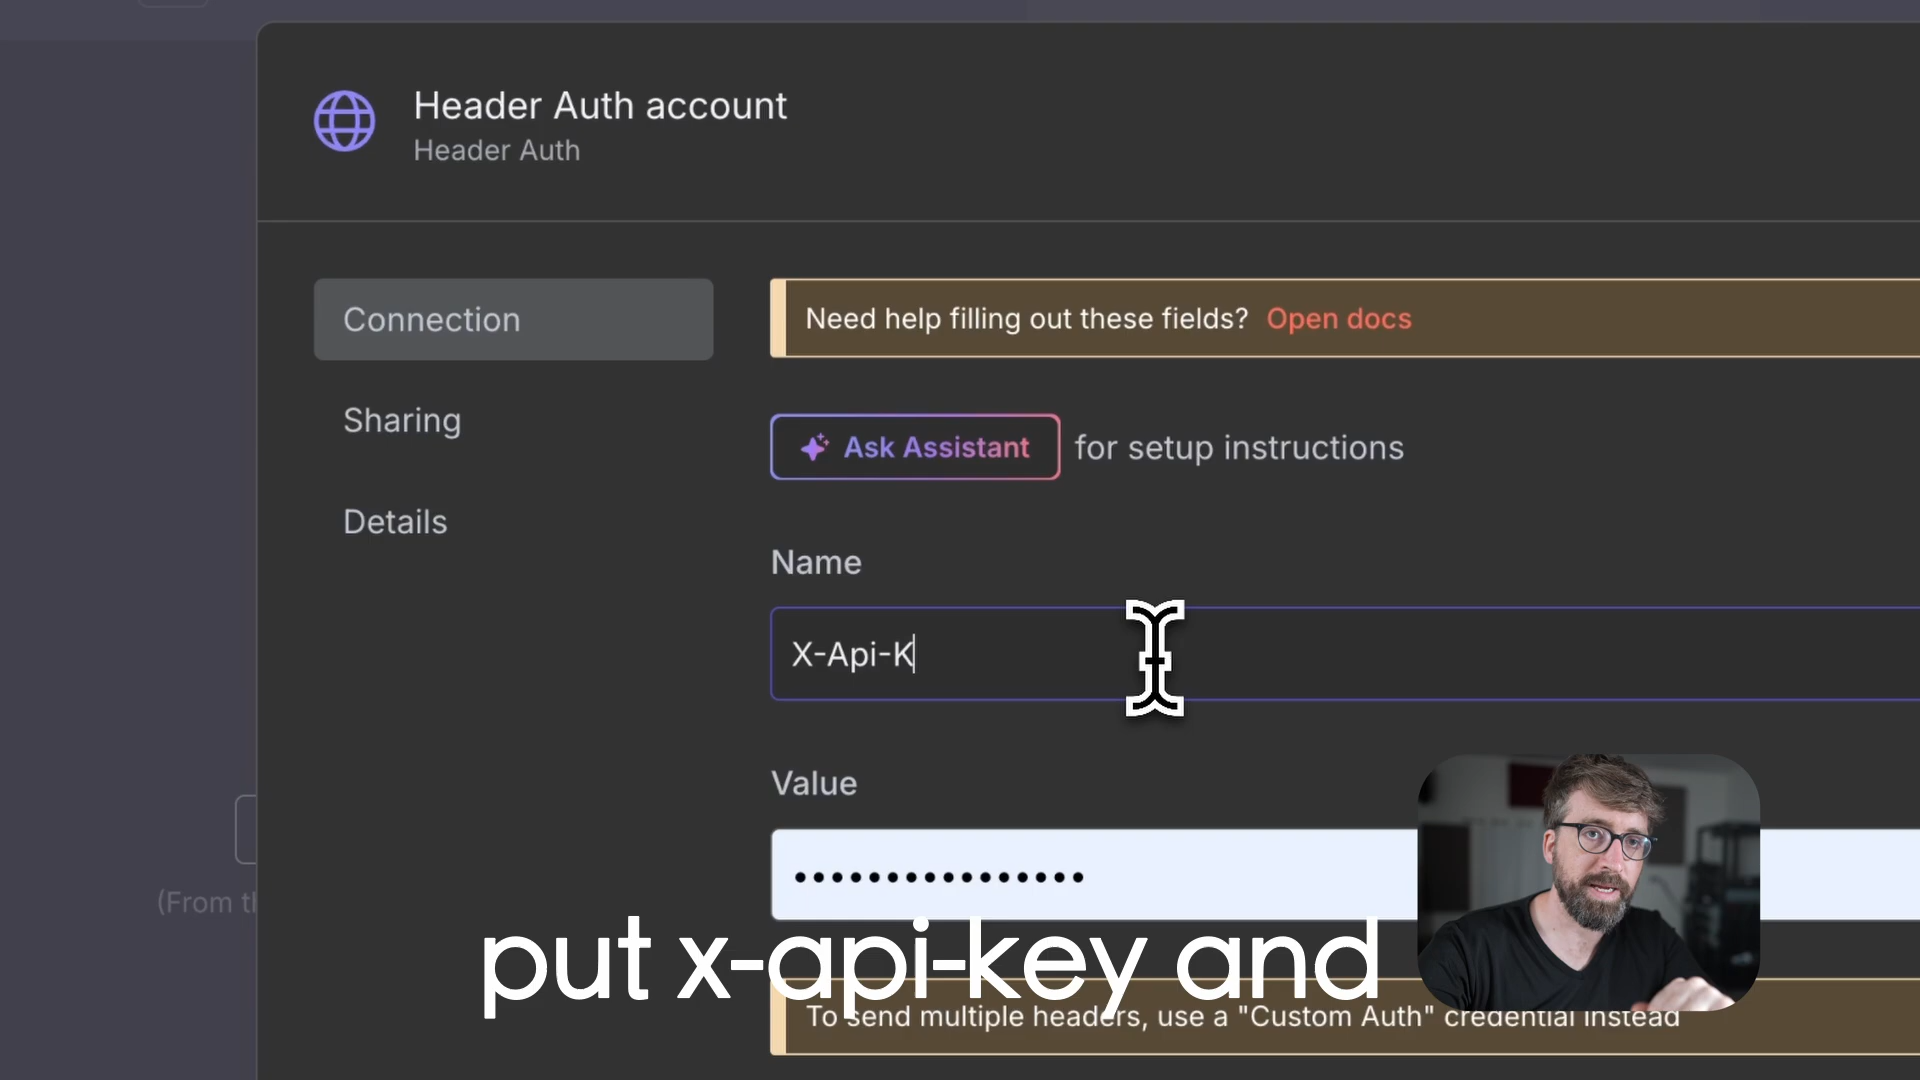 Header Auth account
Header Auth
Connection
Need help filling out these fields? Open docs
Sharing
Ask Assistant for setup instructions
Details
Name
X-Api-K
Value
(From
put x-api-key and
To send multiple headers, use a "Custom Auth" credential instead